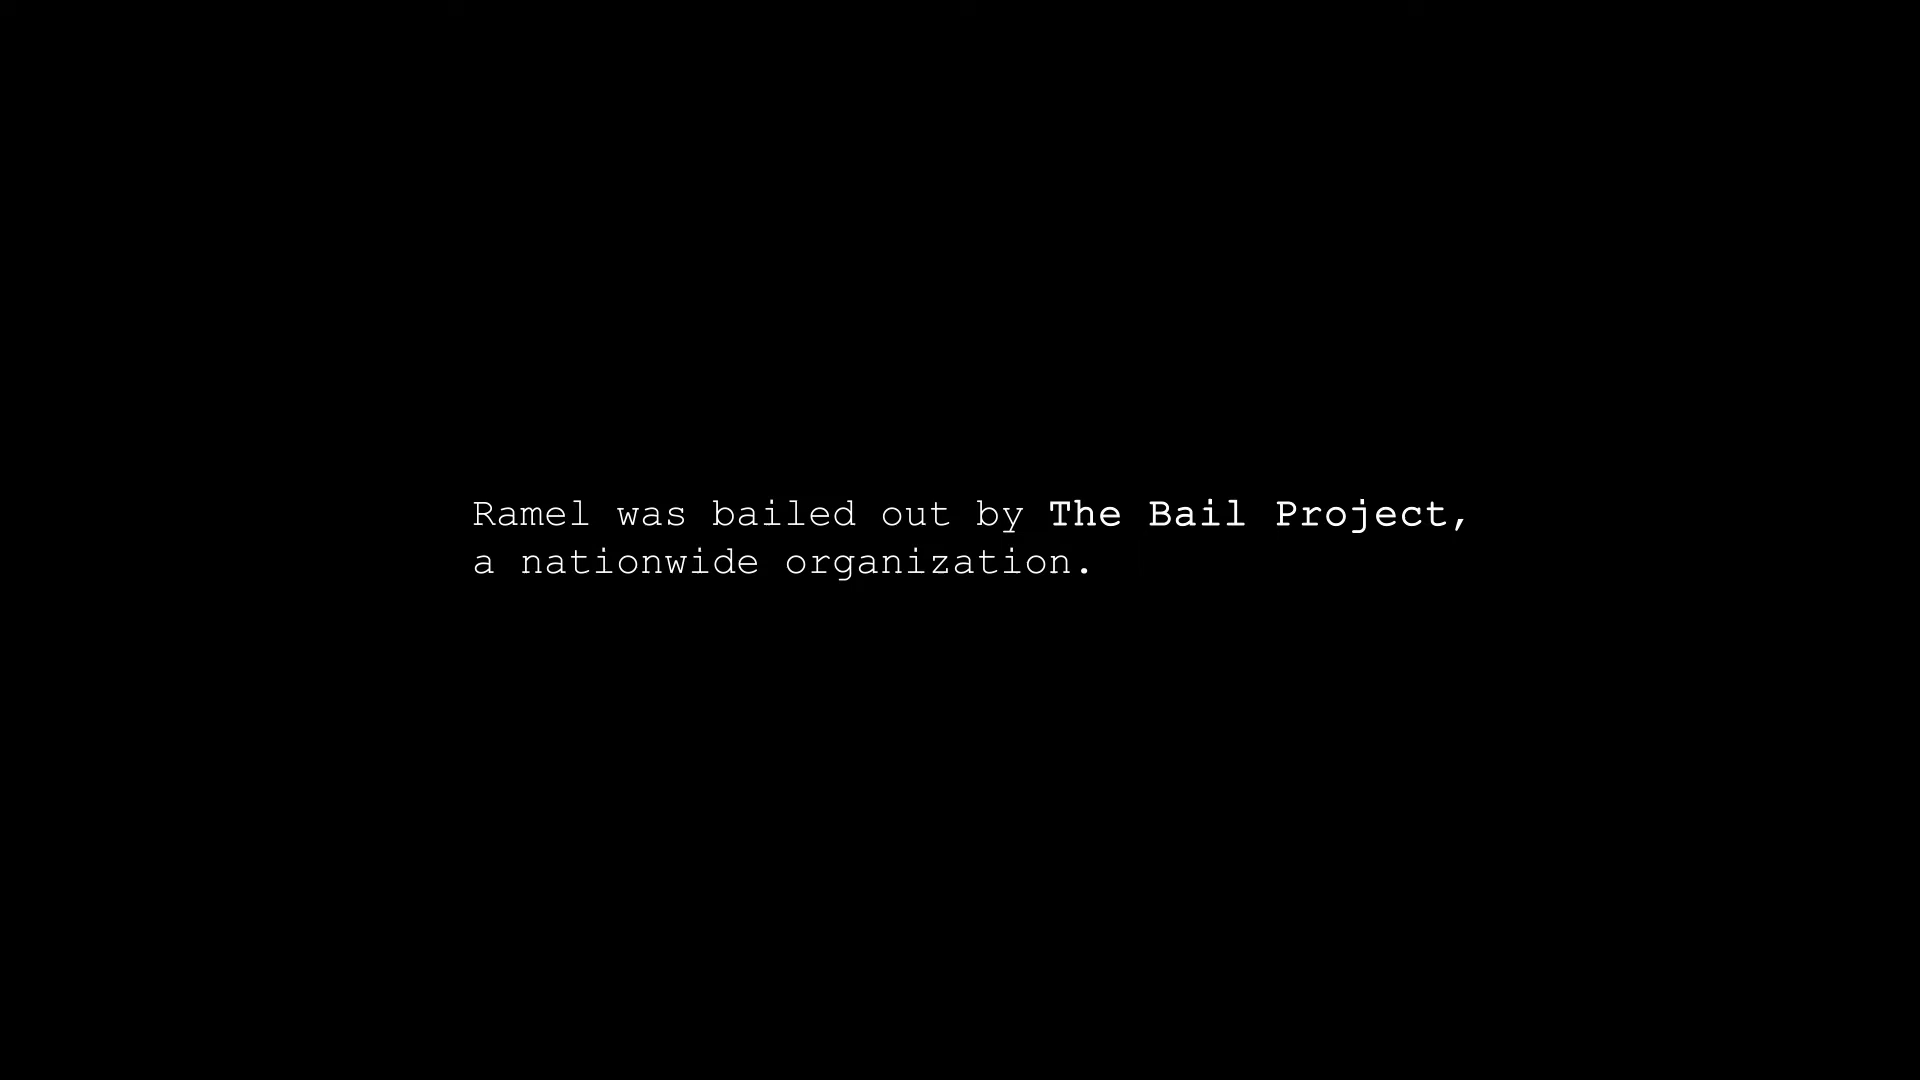 Ramel was bailed out by The Bail Project,
a nationwide organization.